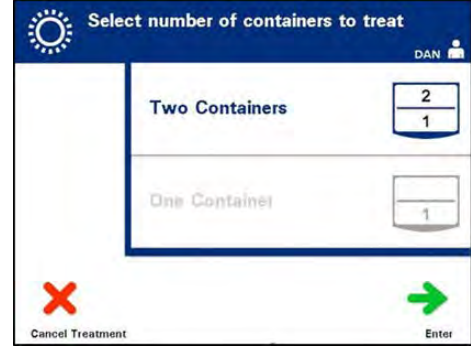 Select number of containers to treat
DAN
Two Containers
2
1
One Container
1
Cancel Treatment
Enter